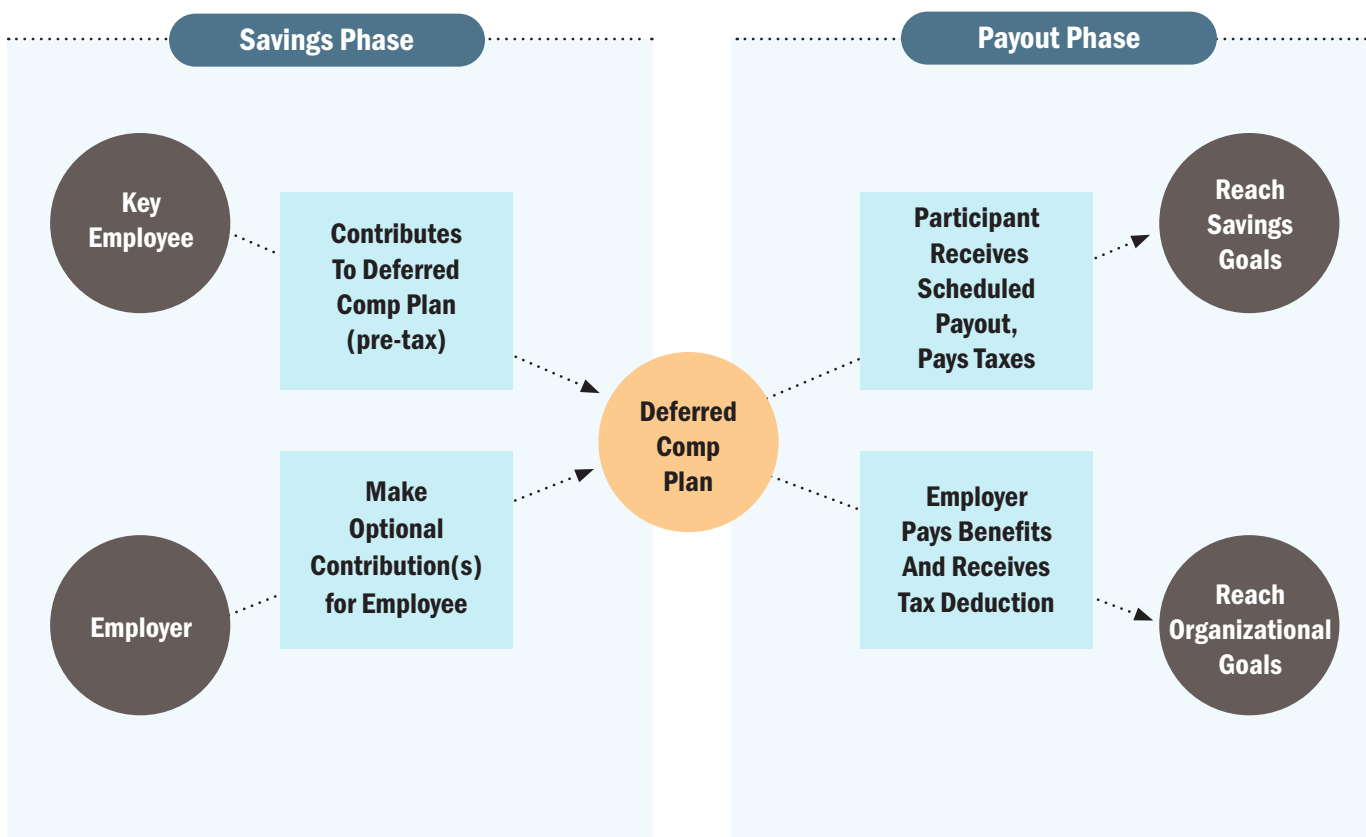 Savings Phase
Key
Employee
Contributes
To Deferred
Comp Plan
(pre-tax)
Make
Optional
Contribution(s)
for Employee
Employer
Deferred
Comp
Plan
Payout Phase
Participant
Receives
Scheduled
Payout,
Pays Taxes
Reach
Savings
Goals
Employer
Pays Benefits
And Receives
Tax Deduction
Reach
Organizational
Goals